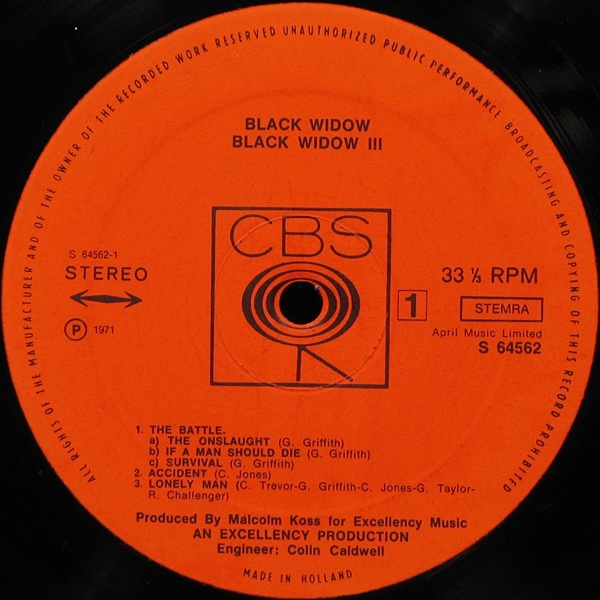 ALL RIGHTS OF THE MANUFACTURER AND OF THE OWNER OF THE RECORDED WORK RESERVED UNAUTHORIZED PUBLIC PERFORMANCE BROADCASTING AND COPYING OF THIS RECORD PROHIBITED
BLACK WIDOW
BLACK WIDOW III
CBS
S 64562-1
STEREO
P 1971
33 ⅓ RPM
1
STEMRA
April Music Limited
S 64562
1. THE BATTLE.
a) THE ONSLAUGHT (G. Griffith)
b) IF A MAN SHOULD DIE (G. Griffith)
c) SURVIVAL (G. Griffith)
2. ACCIDENT (C. Jones)
3. LONELY MAN (C. Trevor-G. Griffith-C. Jones-G. Taylor-
R. Challenger)
Produced By Malcolm Koss for Excellency Music
AN EXCELLENCY PRODUCTION
Engineer: Colin Caldwell
MADE IN HOLLAND